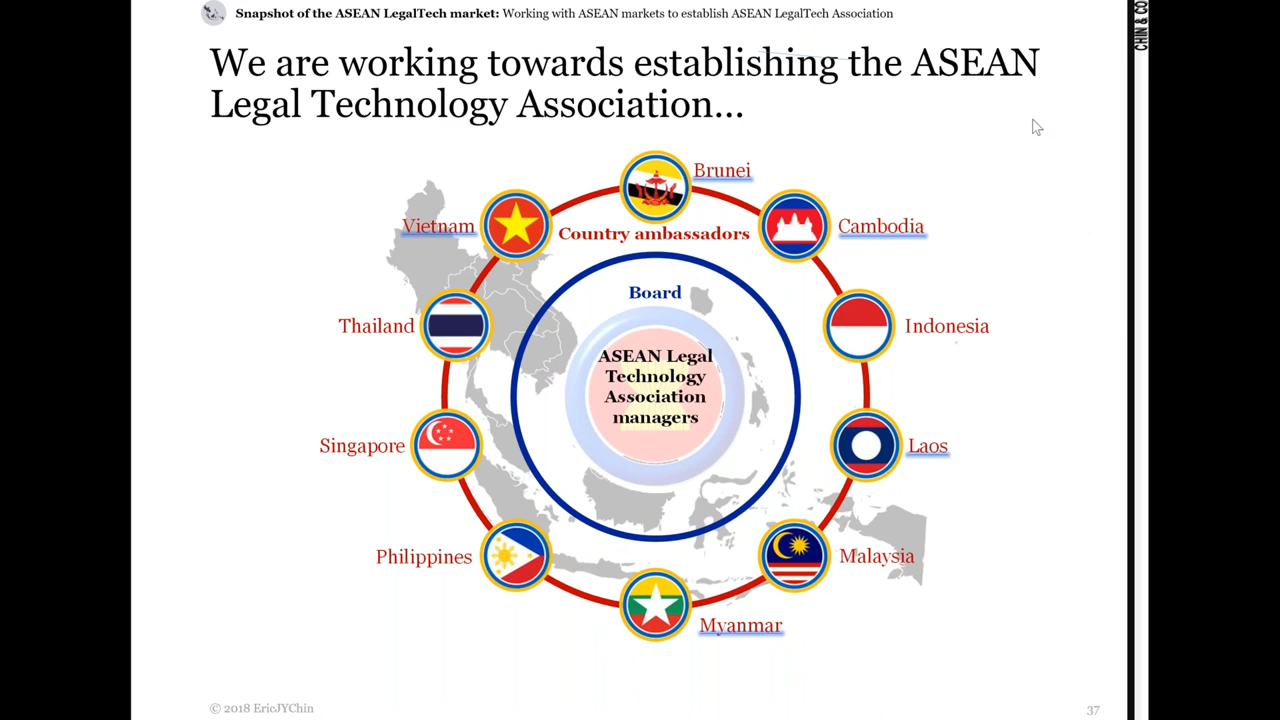 Snapshot of the ASEAN LegalTech market: Working with ASEAN markets to establish ASEAN LegalTech Association
CHIN & CO
We are working towards establishing the ASEAN
Legal Technology Association...
Brunei
Vietnam
Country ambassadors
Cambodia
Board
Thailand
Indonesia
ASEAN Legal
Technology
Association
managers
Singapore
Laos
Philippines
Malaysia
Myanmar
© 2018 EricJYChin
37